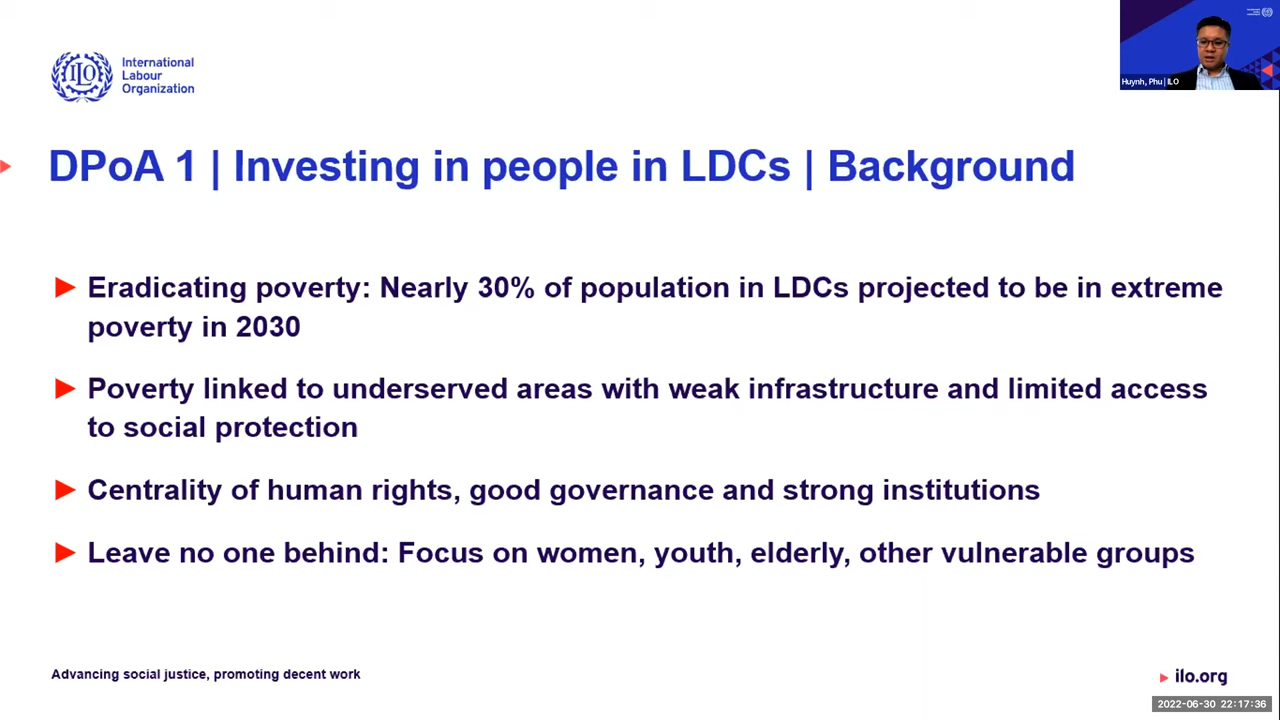 International
Labour
Organization
ILO
Huynh, Phu | ILO
DPoA 1 | Investing in people in LDCs | Background
Eradicating poverty: Nearly 30% of population in LDCs projected to be in extreme
poverty in 2030
Poverty linked to underserved areas with weak infrastructure and limited access
to social protection
Centrality of human rights, good governance and strong institutions
Leave no one behind: Focus on women, youth, elderly, other vulnerable groups
Advancing social justice, promoting decent work
ilo.org
2022-06-30 22:17:36